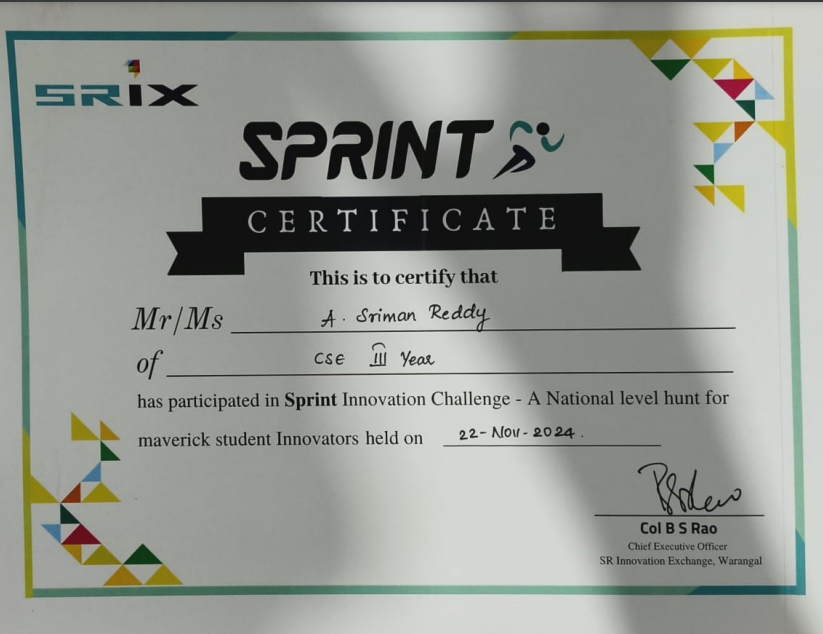 SRIX
SPRINT
CERTIFICATE
This is to certify that
Mr/Ms A. Sriman Reddy
of CSE III Year
has participated in Sprint Innovation Challenge - A National level hunt for
maverick student Innovators held on 22-Nov-2024.
Col B S Rao
Chief Executive Officer
SR Innovation Exchange, Warangal